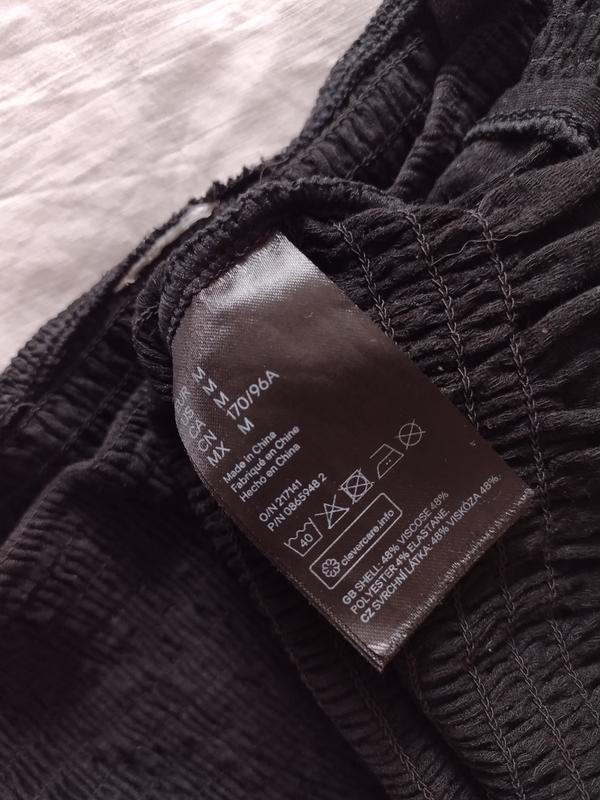 EUR M
US M
CA M
CN 170/96A
MX M
Made in China
Fabriqué en Chine
Hecho en China
O/N 217141
P/N 0865948 2
40
clevercare.info
GB SHELL: 48% VISCOSE 48%
POLYESTER 4% ELASTANE.
CZ SVRCHNÍ LÁTKA: 48% VISKÓZA 48%